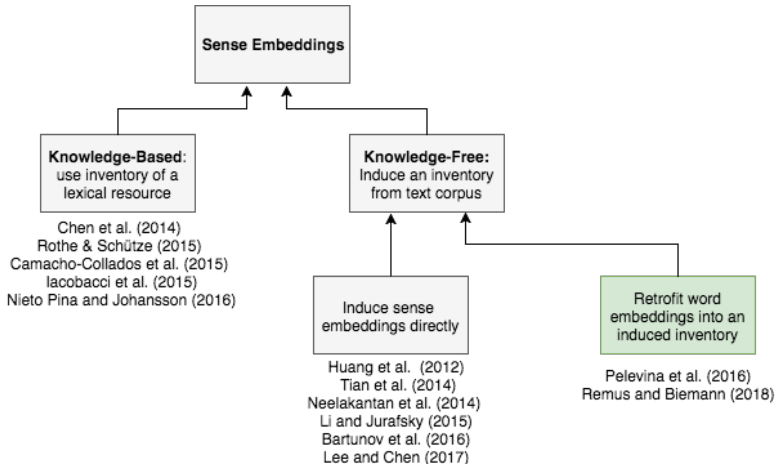 Sense Embeddings
Knowledge-Based:
use inventory of a
lexical resource
Chen et al. (2014)
Rothe & Schütze (2015)
Camacho-Collados et al. (2015)
Iacobacci et al. (2015)
Nieto Pina and Johansson (2016)
Knowledge-Free:
Induce an inventory
from text corpus
Induce sense
embeddings directly
Huang et al. (2012)
Tian et al. (2014)
Neelakantan et al. (2014)
Li and Jurafsky (2015)
Bartunov et al. (2016)
Lee and Chen (2017)
Retrofit word
embeddings into an
induced inventory
Pelevina et al. (2016)
Remus and Biemann (2018)